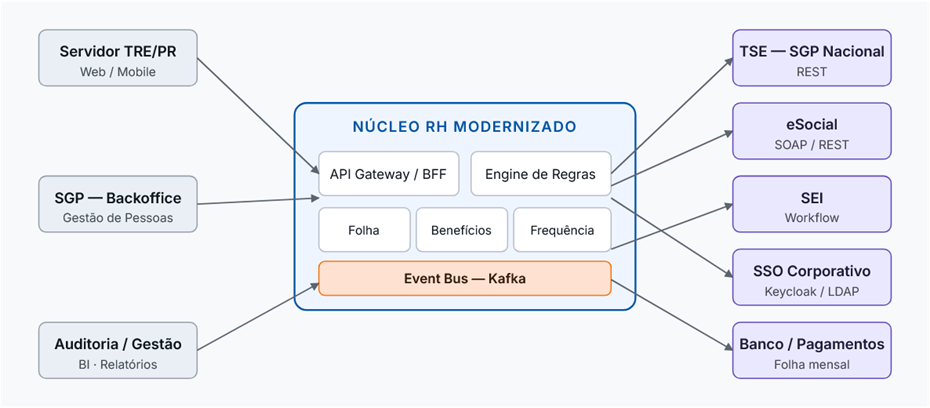 Servidor TRE/PR
Web / Mobile
SGP — Backoffice
Gestão de Pessoas
Auditoria / Gestão
BI · Relatórios
NÚCLEO RH MODERNIZADO
API Gateway / BFF
Engine de Regras
Folha
Benefícios
Frequência
Event Bus — Kafka
TSE — SGP Nacional
REST
eSocial
SOAP / REST
SEI
Workflow
SSO Corporativo
Keycloak / LDAP
Banco / Pagamentos
Folha mensal